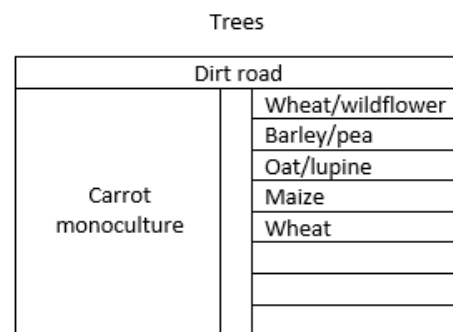 Trees
Dirt road
Wheat/wildflower
Barley/pea
Oat/lupine
Carrot
monoculture
Maize
Wheat